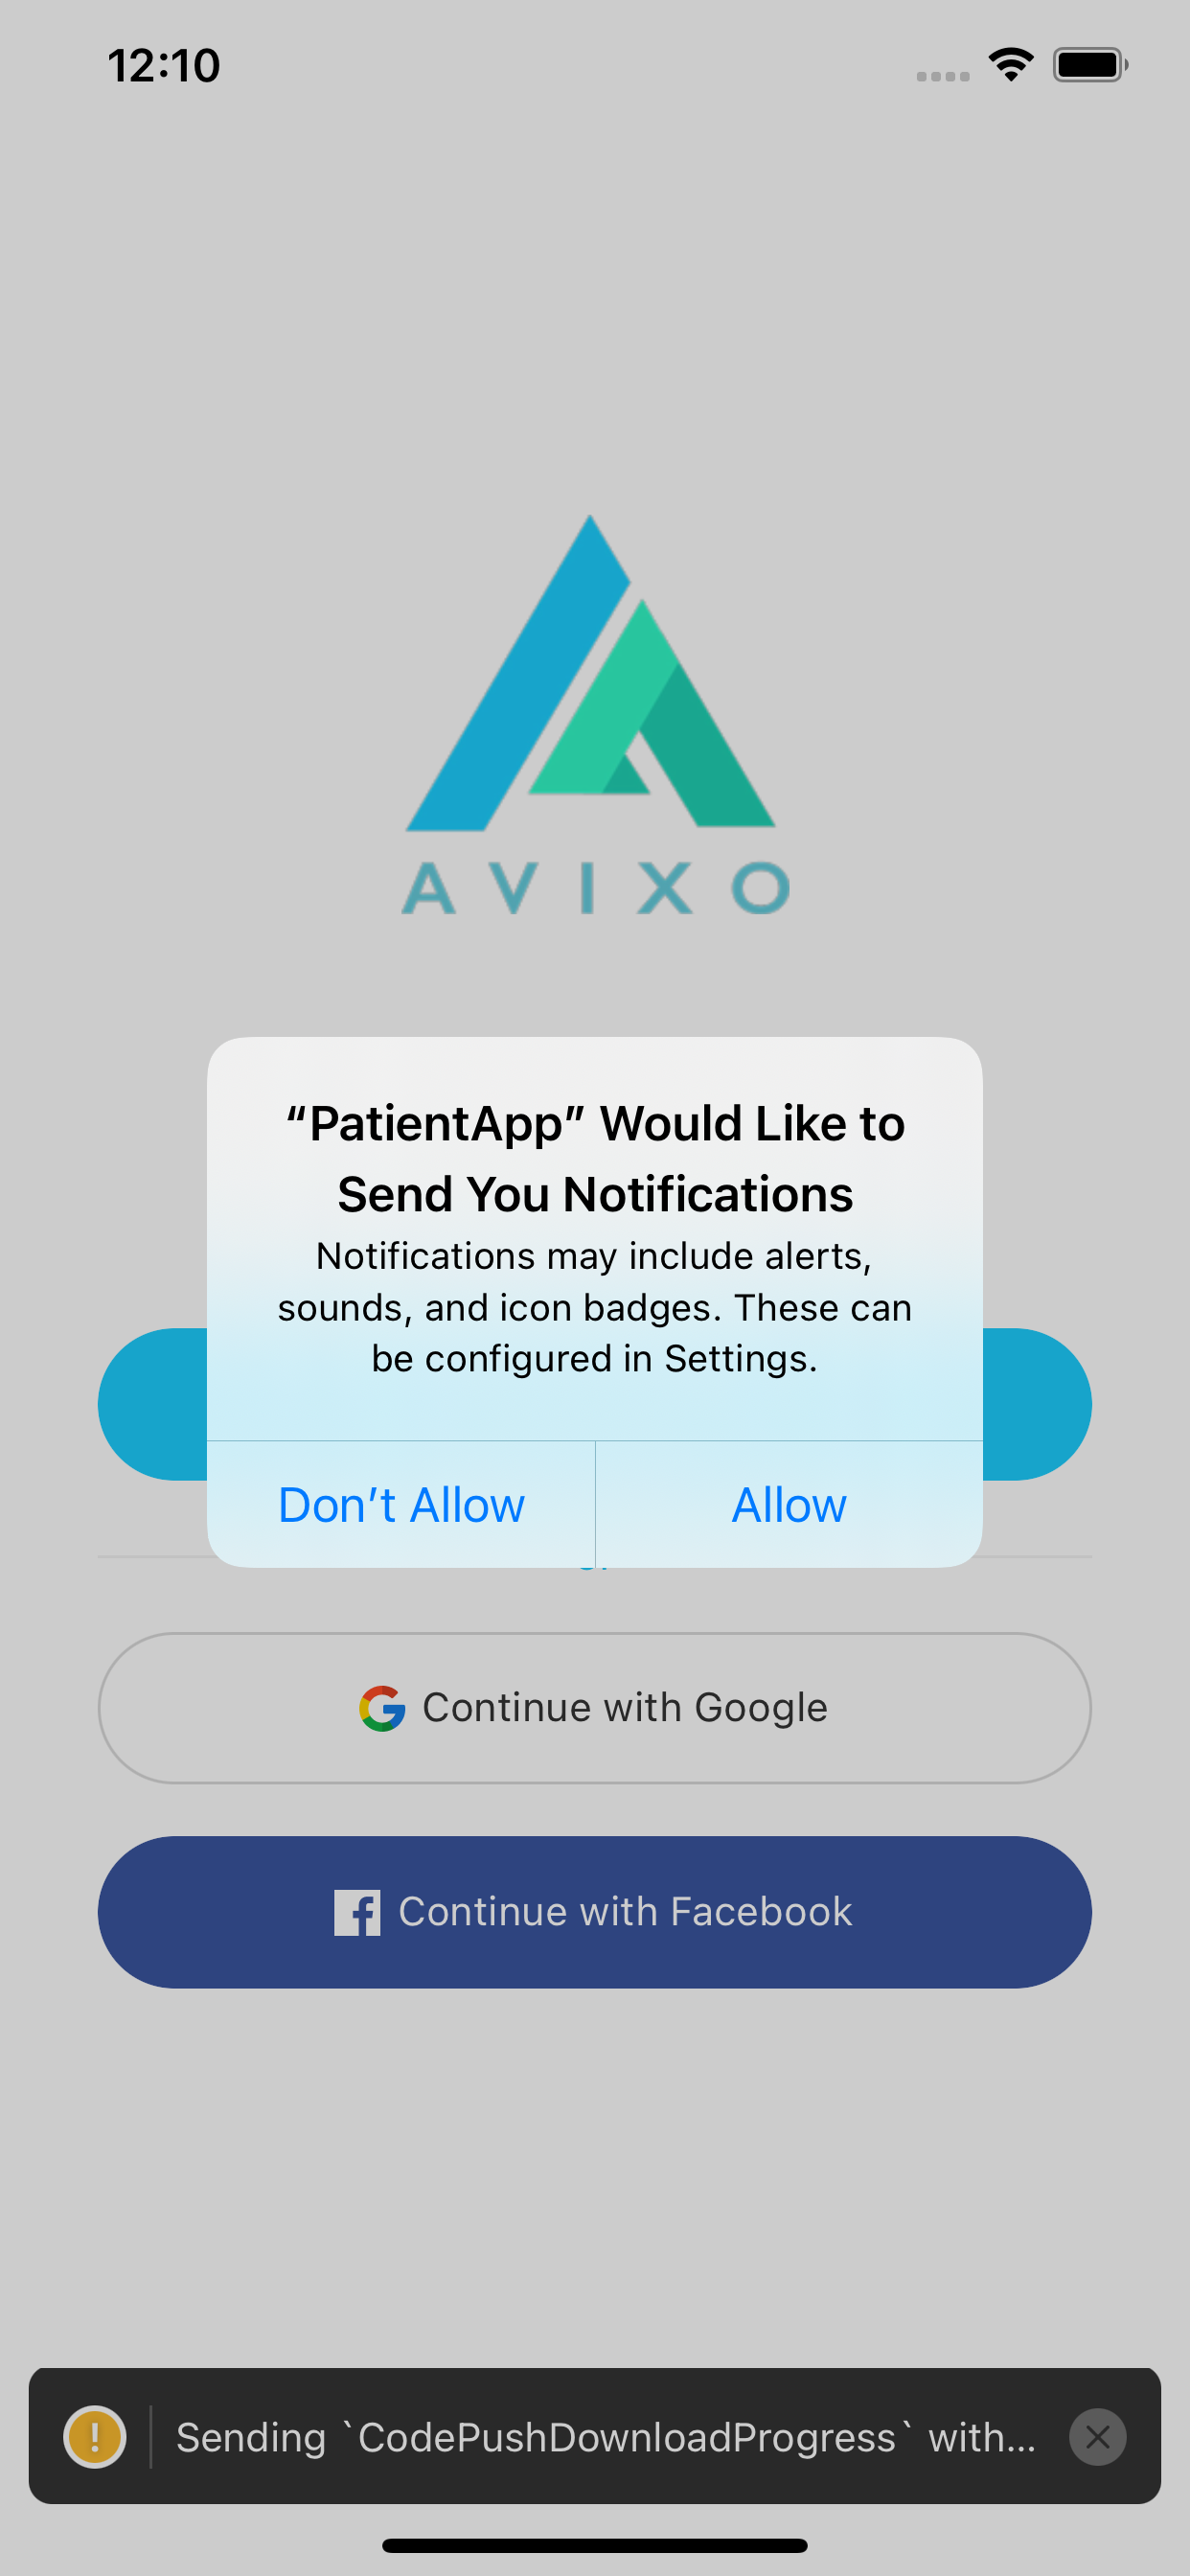 12:10
AVIXO
“PatientApp” Would Like to
Send You Notifications
Notifications may include alerts,
sounds, and icon badges. These can
be configured in Settings.
Don’t Allow
Allow
Continue with Google
Continue with Facebook
Sending `CodePushDownloadProgress` with...